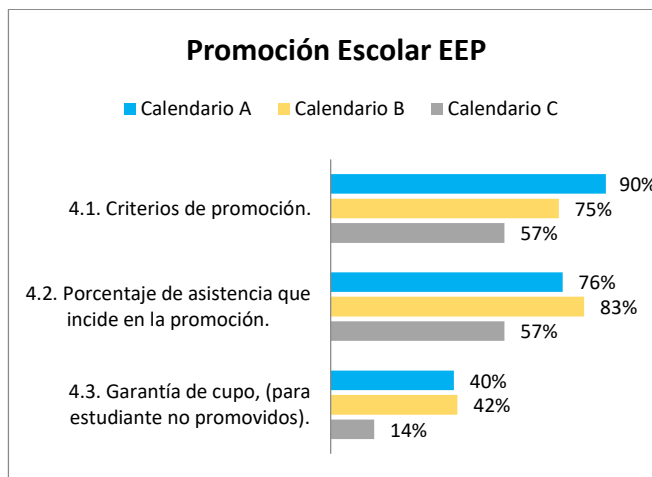 Promoción Escolar EEP
Calendario A Calendario B Calendario C
4.1. Criterios de promoción.
90%
75%
57%
4.2. Porcentaje de asistencia que
incide en la promoción.
76%
83%
57%
4.3. Garantía de cupo, (para
estudiante no promovidos).
40%
42%
14%